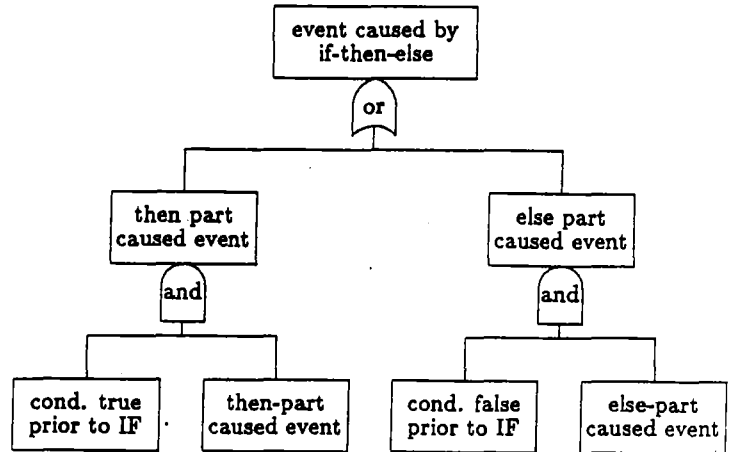 event caused by
if-then-else
or
then part
caused event
else part
caused event
and
and
cond. true
prior to IF
then-part
caused event
cond. false
prior to IF
else-part
caused event